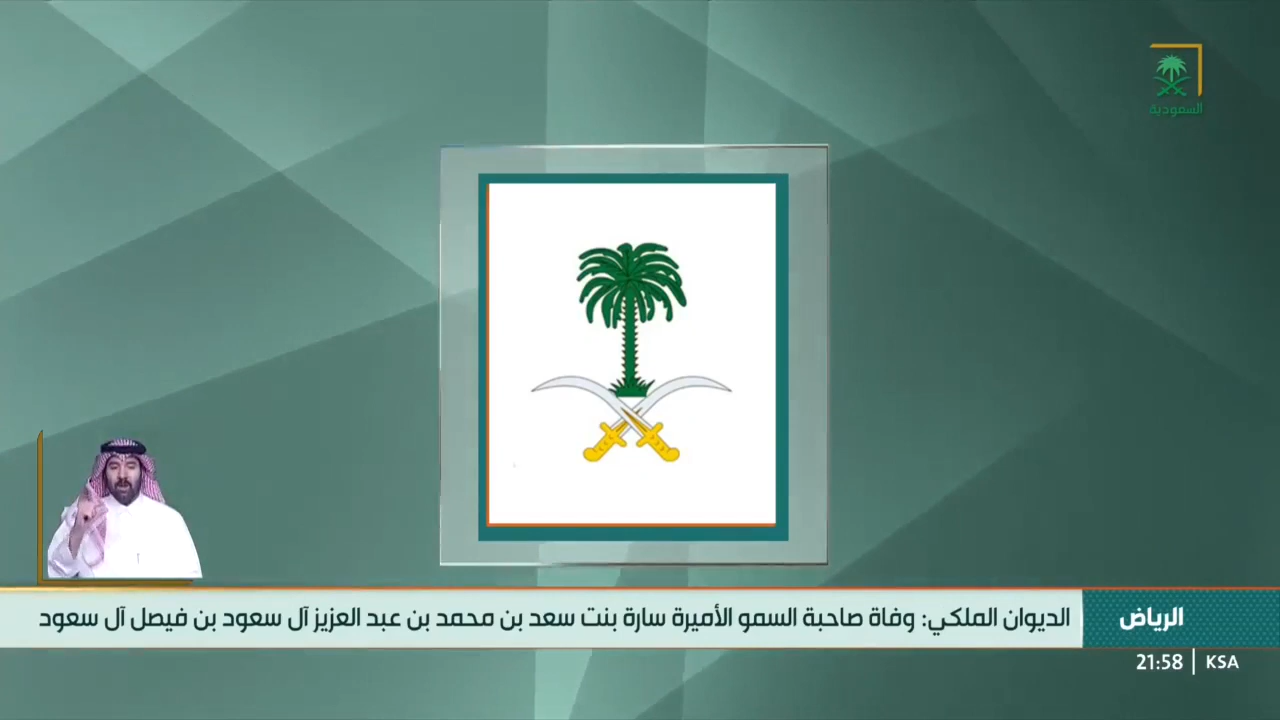 السعودية
الرياض
الديوان الملكي: وفاة صاحبة السمو الأميرة سارة بنت سعد بن محمد بن عبد العزيز آل سعود بن فيصل آل سعود
21:58 | KSA